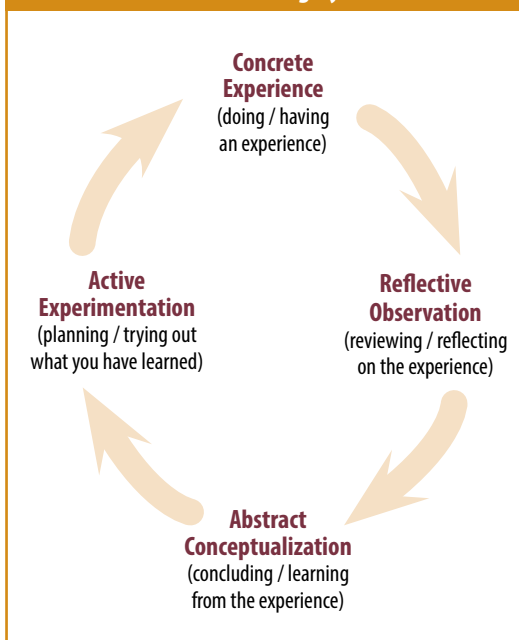 Concrete
Experience
(doing / having
an experience)
Reflective
Observation
(reviewing / reflecting
on the experience)
Abstract
Conceptualization
(concluding / learning
from the experience)
Active
Experimentation
(planning / trying out
what you have learned)